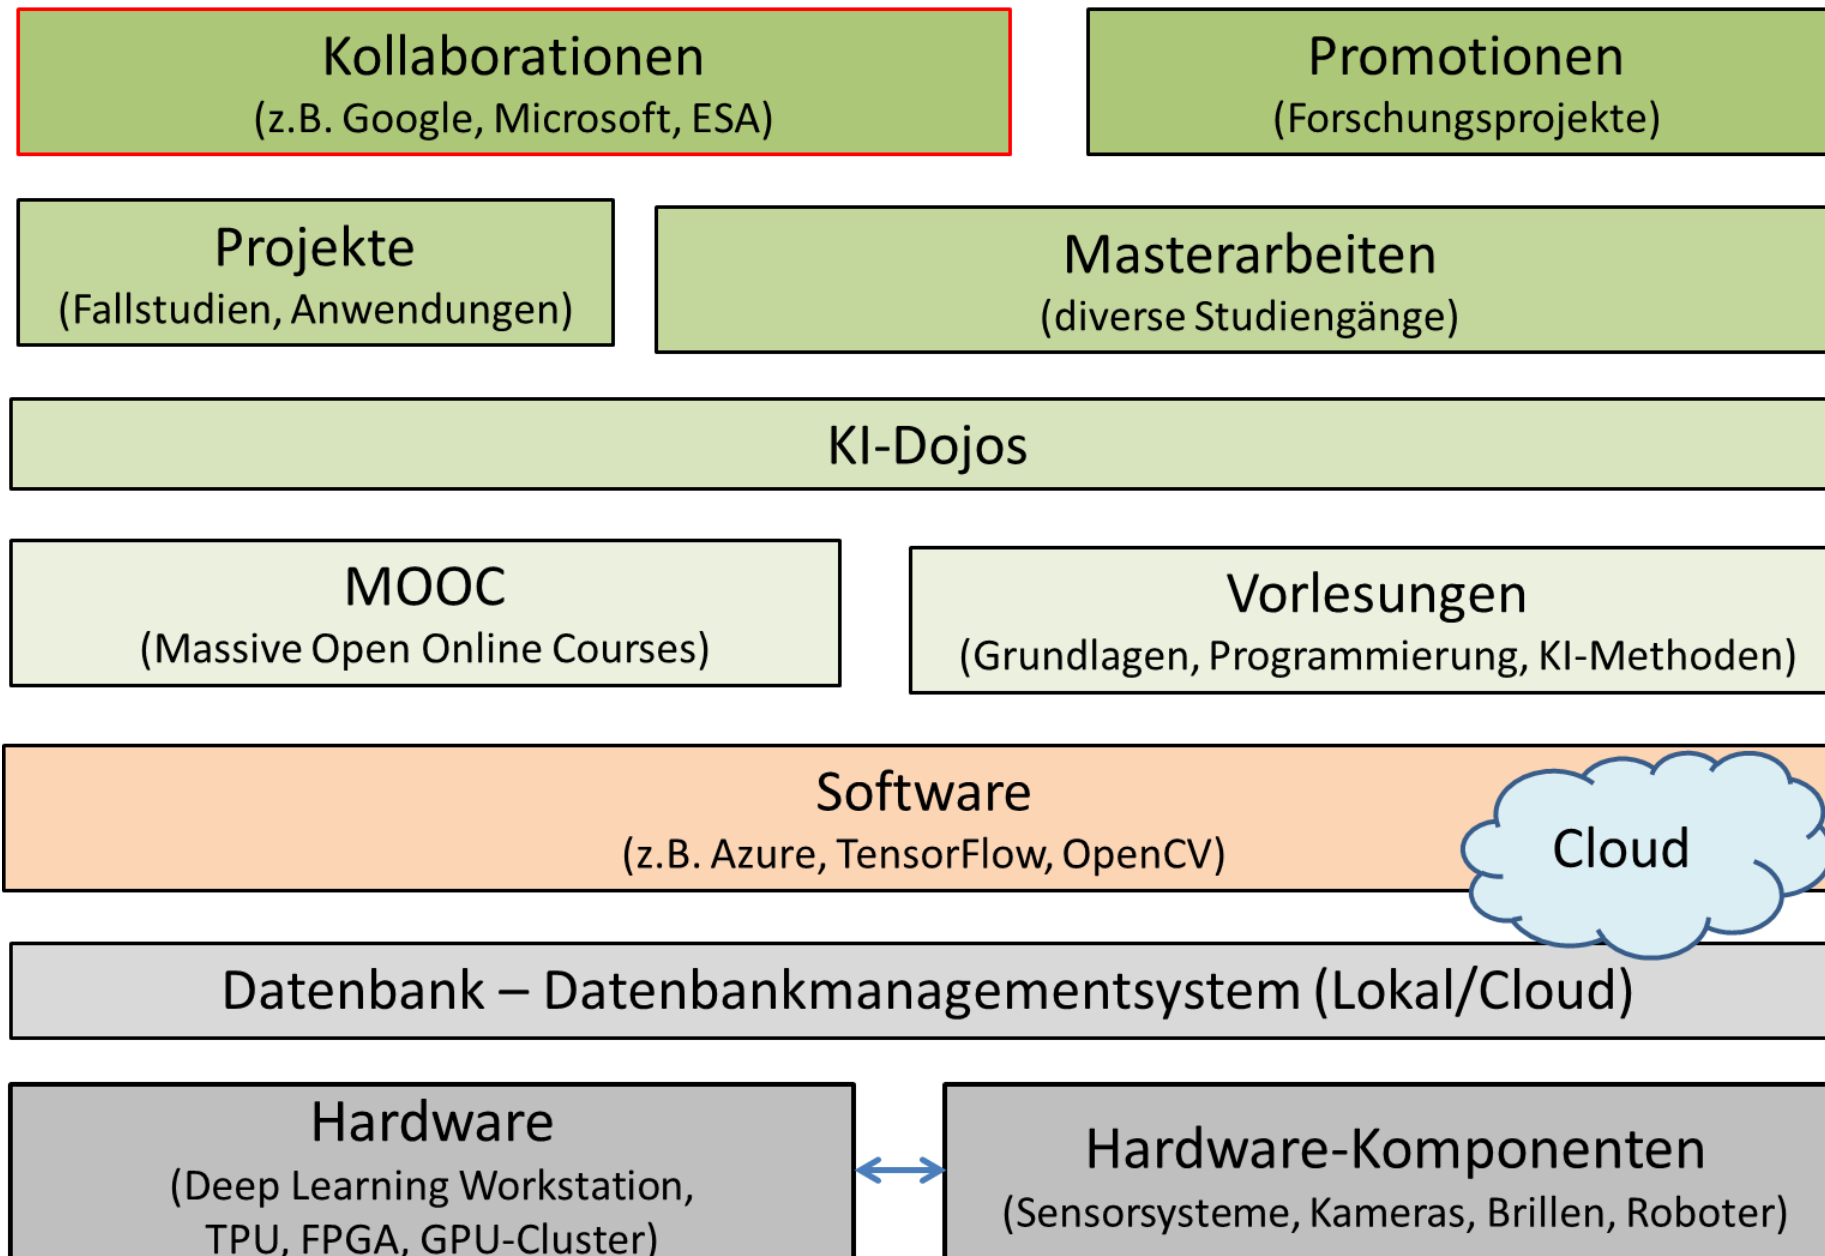 Kollaborationen
(z.B. Google, Microsoft, ESA)
Promotionen
(Forschungsprojekte)
Projekte
(Fallstudien, Anwendungen)
Masterarbeiten
(diverse Studiengänge)
KI-Dojos
MOOC
(Massive Open Online Courses)
Vorlesungen
(Grundlagen, Programmierung, KI-Methoden)
Software
(z.B. Azure, TensorFlow, OpenCV)
Cloud
Datenbank – Datenbankmanagementsystem (Lokal/Cloud)
Hardware
(Deep Learning Workstation,
TPU, FPGA, GPU-Cluster)
Hardware-Komponenten
(Sensorsysteme, Kameras, Brillen, Roboter)